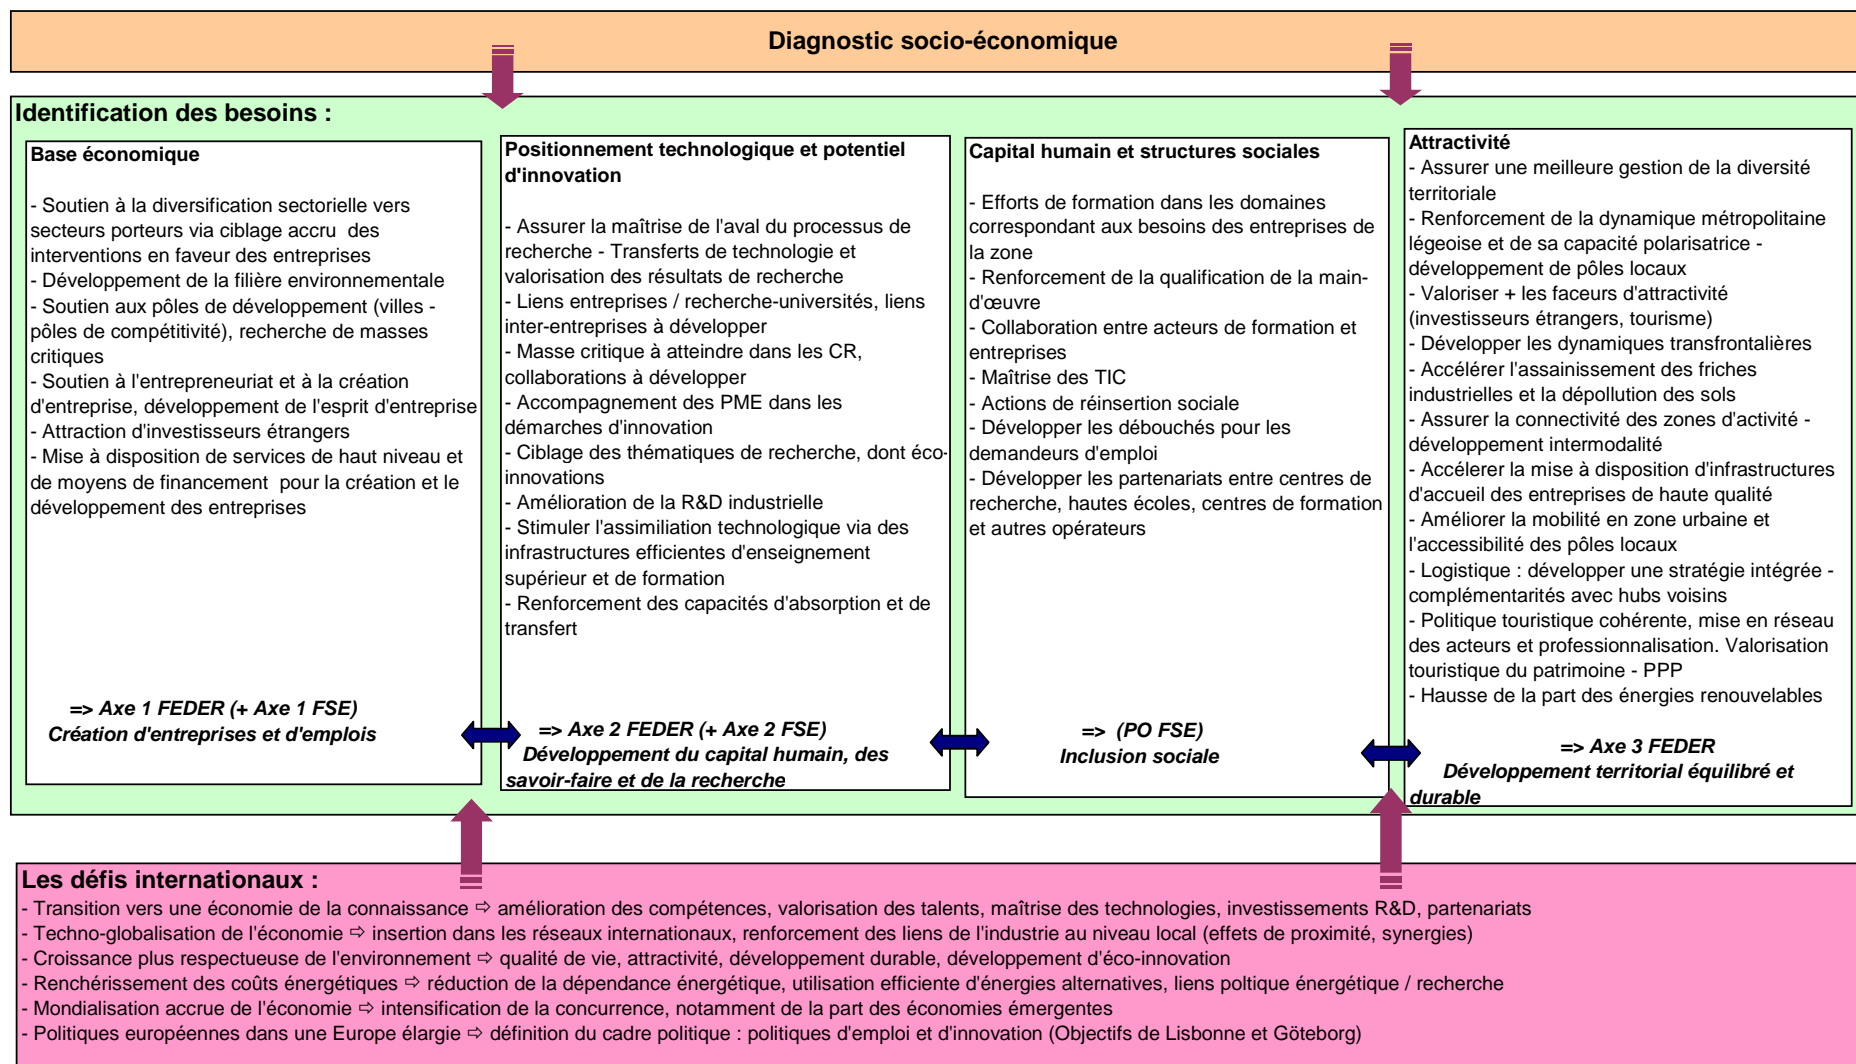 Diagnostic socio-économique
Identification des besoins :
Base économique
- Soutien à la diversification sectorielle vers
secteurs porteurs via ciblage accru  des
interventions en faveur des entreprises
- Développement de la filière environnementale
- Soutien aux pôles de développement (villes -
pôles de compétitivité), recherche de masses
critiques
- Soutien à l'entrepreneuriat et à la création
d'entreprise, développement de l'esprit d'entreprise
- Attraction d'investisseurs étrangers
- Mise à disposition de services de haut niveau et
de moyens de financement  pour la création et le
développement des entreprises
=> Axe 1 FEDER (+ Axe 1 FSE)
Création d'entreprises et d'emplois
Positionnement technologique et potentiel
d'innovation
- Assurer la maîtrise de l'aval du processus de
recherche - Transferts de technologie et
valorisation des résultats de recherche
- Liens entreprises / recherche-universités, liens
inter-entreprises à développer
- Masse critique à atteindre dans les CR,
collaborations à développer
- Accompagnement des PME dans les
démarches d'innovation
- Ciblage des thématiques de recherche, dont éco-
innovations
- Amélioration de la R&D industrielle
- Stimuler l'assimiliation technologique via des
infrastructures efficientes d'enseignement
supérieur et de formation
- Renforcement des capacités d'absorption et de
transfert
=> Axe 2 FEDER (+ Axe 2 FSE)
Développement du capital humain, des
savoir-faire et de la recherche
Capital humain et structures sociales
- Efforts de formation dans les domaines
correspondant aux besoins des entreprises de
la zone
- Renforcement de la qualification de la main-
d'œuvre
- Collaboration entre acteurs de formation et
entreprises
- Maîtrise des TIC
- Actions de réinsertion sociale
- Développer les débouchés pour les
demandeurs d'emploi
- Développer les partenariats entre centres de
recherche, hautes écoles, centres de formation
et autres opérateurs
=>  (PO FSE)
Inclusion sociale
Attractivité
- Assurer une meilleure gestion de la diversité
territoriale
- Renforcement de la dynamique métropolitaine
légeoise et de sa capacité polarisatrice -
développement de pôles locaux
- Valoriser + les faceurs d'attractivité
(investisseurs étrangers, tourisme)
- Développer les dynamiques transfrontalières
- Accélérer l'assainissement des friches
industrielles et la dépollution des sols
- Assurer la connectivité des zones d'activité -
développement intermodalité
- Accélerer la mise à disposition d'infrastructures
d'accueil des entreprises de haute qualité
- Améliorer la mobilité en zone urbaine et
l'accessibilité des pôles locaux
- Logistique : développer une stratégie intégrée -
complémentarités avec hubs voisins
- Politique touristique cohérente, mise en réseau
des acteurs et professionnalisation. Valorisation
touristique du patrimoine - PPP
- Hausse de la part des énergies renouvelables
=> Axe 3 FEDER
Développement territorial équilibré et
durable
Les défis internationaux :
- Transition vers une économie de la connaissance ⇨ amélioration des compétences, valorisation des talents, maîtrise des technologies, investissements R&D, partenariats
- Techno-globalisation de l'économie ⇨ insertion dans les réseaux internationaux, renforcement des liens de l'industrie au niveau local (effets de proximité, synergies)
- Croissance plus respectueuse de l'environnement ⇨ qualité de vie, attractivité, développement durable, développement d'éco-innovation
- Renchérissement des coûts énergétiques ⇨ réduction de la dépendance énergétique, utilisation efficiente d'énergies alternatives, liens poltique énergétique / recherche
- Mondialisation accrue de l'économie ⇨ intensification de la concurrence, notamment de la part des économies émergentes
- Politiques européennes dans une Europe élargie ⇨ définition du cadre politique : politiques d'emploi et d'innovation (Objectifs de Lisbonne et Göteborg)